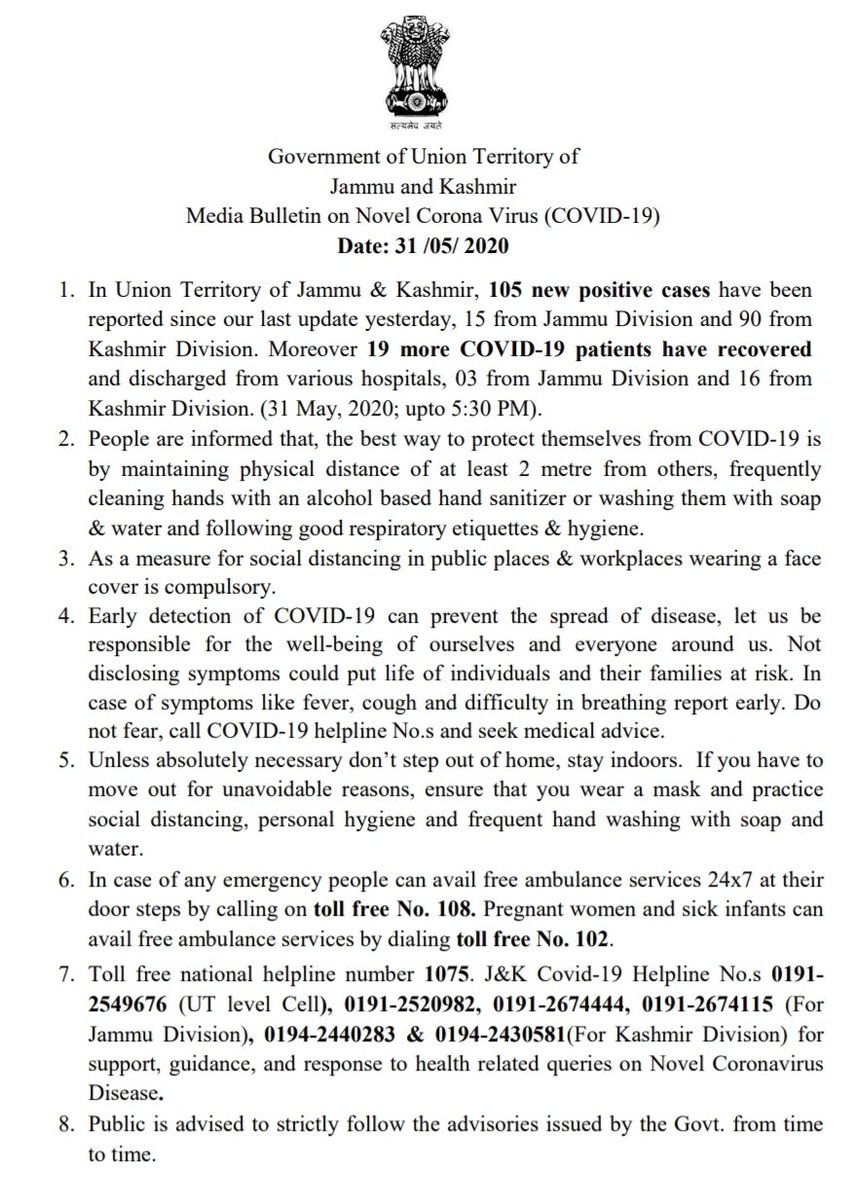 सत्यमेव जयते
Government of Union Territory of
Jammu and Kashmir
Media Bulletin on Novel Corona Virus (COVID-19)
Date: 31 /05/ 2020
1. In Union Territory of Jammu & Kashmir, 105 new positive cases have been
reported since our last update yesterday, 15 from Jammu Division and 90 from
Kashmir Division. Moreover 19 more COVID-19 patients have recovered
and discharged from various hospitals, 03 from Jammu Division and 16 from
Kashmir Division. (31 May, 2020; upto 5:30 PM).
2. People are informed that, the best way to protect themselves from COVID-19 is
by maintaining physical distance of at least 2 metre from others, frequently
cleaning hands with an alcohol based hand sanitizer or washing them with soap
& water and following good respiratory etiquettes & hygiene.
3. As a measure for social distancing in public places & workplaces wearing a face
cover is compulsory.
4. Early detection of COVID-19 can prevent the spread of disease, let us be
responsible for the well-being of ourselves and everyone around us. Not
disclosing symptoms could put life of individuals and their families at risk. In
case of symptoms like fever, cough and difficulty in breathing report early. Do
not fear, call COVID-19 helpline No.s and seek medical advice.
5. Unless absolutely necessary don’t step out of home, stay indoors. If you have to
move out for unavoidable reasons, ensure that you wear a mask and practice
social distancing, personal hygiene and frequent hand washing with soap and
water.
6. In case of any emergency people can avail free ambulance services 24x7 at their
door steps by calling on toll free No. 108. Pregnant women and sick infants can
avail free ambulance services by dialing toll free No. 102.
7. Toll free national helpline number 1075. J&K Covid-19 Helpline No.s 0191-
2549676 (UT level Cell), 0191-2520982, 0191-2674444, 0191-2674115 (For
Jammu Division), 0194-2440283 & 0194-2430581(For Kashmir Division) for
support, guidance, and response to health related queries on Novel Coronavirus
Disease.
8. Public is advised to strictly follow the advisories issued by the Govt. from time
to time.